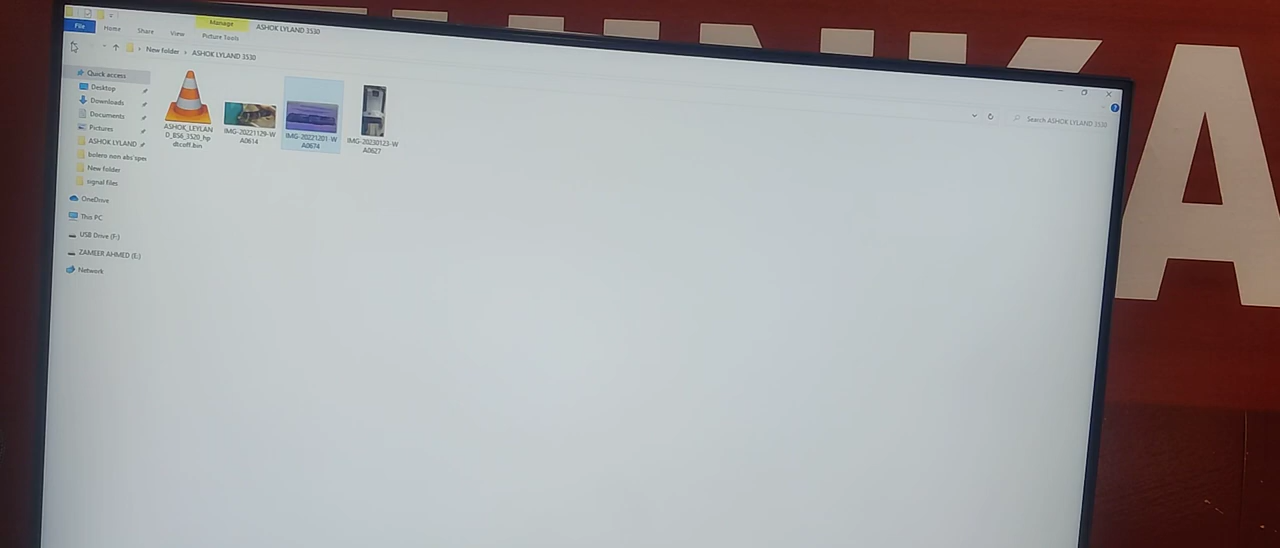 Manage
ASHOK LYLAND 3530
File
Home
Share
View
Picture Tools
New folder > ASHOK LYLAND 3530
Search ASHOK LYLAND 3530
Quick access
Desktop
Downloads
Documents
Pictures
ASHOK LYLAND
bolero non abs spe
New folder
signal files
OneDrive
This PC
USB Drive (F:)
ZAMEER AHMED (E:)
Network
ASHOK_LEYLAN
D_BS6_3520_hp
dtcoff.bin
IMG-20221129-W
A0614
IMG-20221201-W
A0674
IMG-20230123-W
A0627